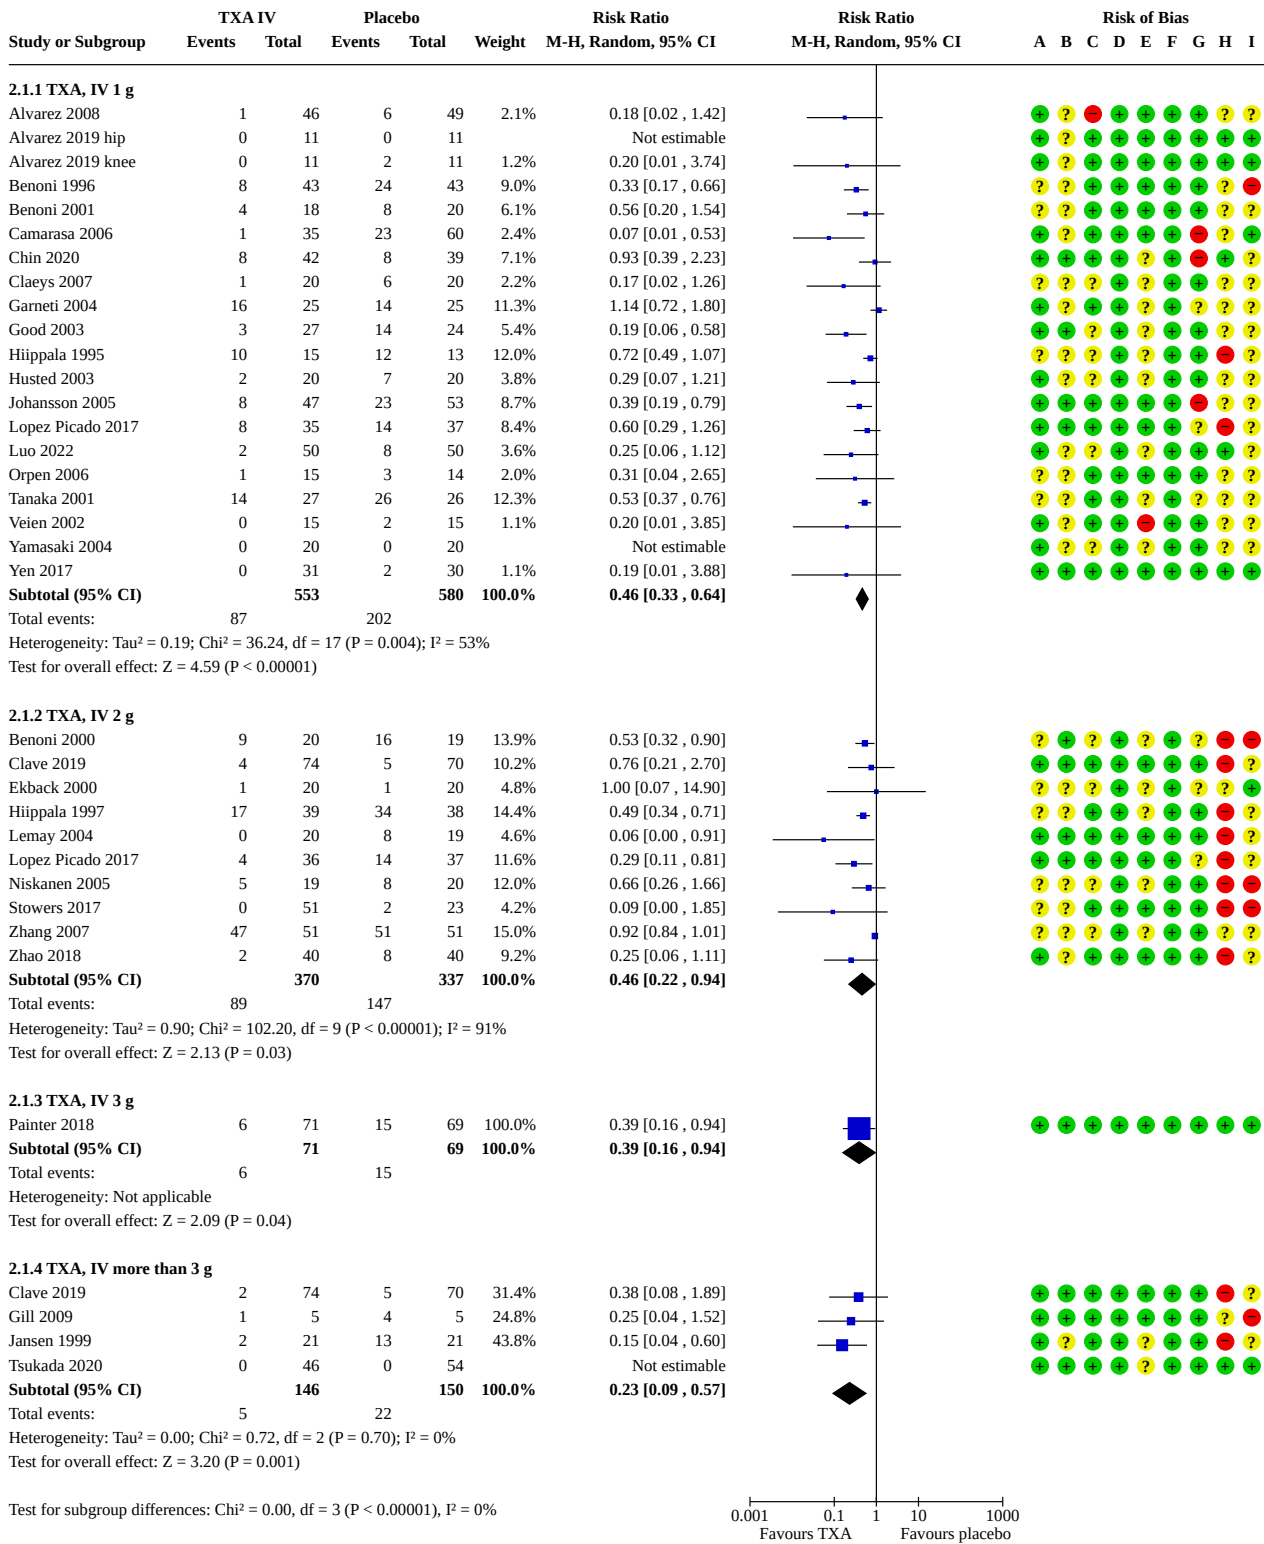 TXA IV Placebo Risk Ratio Risk Ratio Risk of Bias
Study or Subgroup Events Total Events Total Weight M-H, Random, 95% CI M-H, Random, 95% CI A B C D E F G H I
2.1.1 TXA, IV 1 g
Alvarez 2008 1 46 6 49 2.1% 0.18 [0.02 , 1.42] + ? − + + + + ? ?
Alvarez 2019 hip 0 11 0 11 Not estimable + ? + + + + + + +
Alvarez 2019 knee 0 11 2 11 1.2% 0.20 [0.01 , 3.74] + ? + + + + + + +
Benoni 1996 8 43 24 43 9.0% 0.33 [0.17 , 0.66] ? ? + + + + + ? −
Benoni 2001 4 18 8 20 6.1% 0.56 [0.20 , 1.54] ? ? + + + + + ? ?
Camarasa 2006 1 35 23 60 2.4% 0.07 [0.01 , 0.53] + ? + + + + − ? +
Chin 2020 8 42 8 39 7.1% 0.93 [0.39 , 2.23] + + + + ? + − + ?
Claeys 2007 1 20 6 20 2.2% 0.17 [0.02 , 1.26] ? ? ? + ? + + ? ?
Garneti 2004 16 25 14 25 11.3% 1.14 [0.72 , 1.80] + ? + + ? + ? ? ?
Good 2003 3 27 14 24 5.4% 0.19 [0.06 , 0.58] + + ? + ? + + ? ?
Hiippala 1995 10 15 12 13 12.0% 0.72 [0.49 , 1.07] ? ? ? + ? + + − ?
Husted 2003 2 20 7 20 3.8% 0.29 [0.07 , 1.21] + ? ? + ? + + ? ?
Johansson 2005 8 47 23 53 8.7% 0.39 [0.19 , 0.79] + + + + + + − ? ?
Lopez Picado 2017 8 35 14 37 8.4% 0.60 [0.29 , 1.26] + + + + + + ? − ?
Luo 2022 2 50 8 50 3.5% 0.25 [0.06 , 1.12] + ? ? + + + + + ?
Orpen 2006 1 15 3 14 2.0% 0.31 [0.04 , 2.65] ? ? + + + + + ? ?
Tanaka 2001 14 27 26 26 12.3% 0.53 [0.37 , 0.76] ? ? + + ? + ? ? ?
Veien 2002 0 15 2 15 1.1% 0.20 [0.01 , 3.85] + ? + + − + + ? ?
Yamasaki 2004 0 20 0 20 Not estimable + ? ? + ? + + ? ?
Yen 2017 0 31 2 30 1.1% 0.19 [0.01 , 3.88] + + + + + + + + +
Subtotal (95% CI) 553 580 100.0% 0.46 [0.33 , 0.64]
Total events: 87 202
Heterogeneity: Tau² = 0.19; Chi² = 36.24, df = 17 (P = 0.004); I² = 53%
Test for overall effect: Z = 4.59 (P < 0.00001)
2.1.2 TXA, IV 2 g
Benoni 2000 9 20 16 19 13.9% 0.53 [0.32 , 0.90] ? + ? + ? + ? − −
Clave 2019 4 74 5 70 10.2% 0.76 [0.21 , 2.70] + + + + + + + − ?
Ekback 2000 1 20 1 20 4.8% 1.00 [0.07 , 14.90] ? ? ? + ? + ? ? +
Hiippala 1997 17 39 34 38 14.4% 0.49 [0.34 , 0.71] ? ? + + ? + + − ?
Lemay 2004 0 20 8 19 4.6% 0.06 [0.00 , 0.91] + + + + + + + − ?
Lopez Picado 2017 4 36 14 37 11.6% 0.29 [0.11 , 0.81] + + + + + + ? − ?
Niskanen 2005 5 19 8 20 12.0% 0.66 [0.26 , 1.66] ? ? ? + ? + + − −
Stowers 2017 0 51 2 23 4.2% 0.09 [0.00 , 1.85] ? ? + + + + + − −
Zhang 2007 47 51 51 51 15.0% 0.92 [0.84 , 1.01] ? ? ? + ? + + ? ?
Zhao 2018 2 40 8 40 9.2% 0.25 [0.06 , 1.11] + ? + + + + + − ?
Subtotal (95% CI) 370 337 100.0% 0.46 [0.22 , 0.94]
Total events: 89 147
Heterogeneity: Tau² = 0.90; Chi² = 102.20, df = 9 (P < 0.00001); I² = 91%
Test for overall effect: Z = 2.13 (P = 0.03)
2.1.3 TXA, IV 3 g
Painter 2018 6 71 15 69 100.0% 0.39 [0.16 , 0.94] + + + + + + + + +
Subtotal (95% CI) 71 69 100.0% 0.39 [0.16 , 0.94]
Total events: 6 15
Heterogeneity: Not applicable
Test for overall effect: Z = 2.09 (P = 0.04)
2.1.4 TXA, IV more than 3 g
Clave 2019 2 74 5 70 31.4% 0.38 [0.08 , 1.89] + + + + + + + − ?
Gill 2009 1 5 4 5 24.8% 0.25 [0.04 , 1.52] + + + + + + + ? −
Jansen 1999 2 21 13 21 43.8% 0.15 [0.04 , 0.60] + ? + + ? + + − ?
Tsukada 2020 0 46 0 54 Not estimable + + + + ? + + + +
Subtotal (95% CI) 146 150 100.0% 0.23 [0.09 , 0.57]
Total events: 5 22
Heterogeneity: Tau² = 0.00; Chi² = 0.72, df = 2 (P = 0.70); I² = 0%
Test for overall effect: Z = 3.20 (P = 0.001)
Test for subgroup differences: Chi² = 0.00, df = 3 (P < 0.00001), I² = 0%
0.001 0.1 1 10 1000
Favours TXA Favours placebo